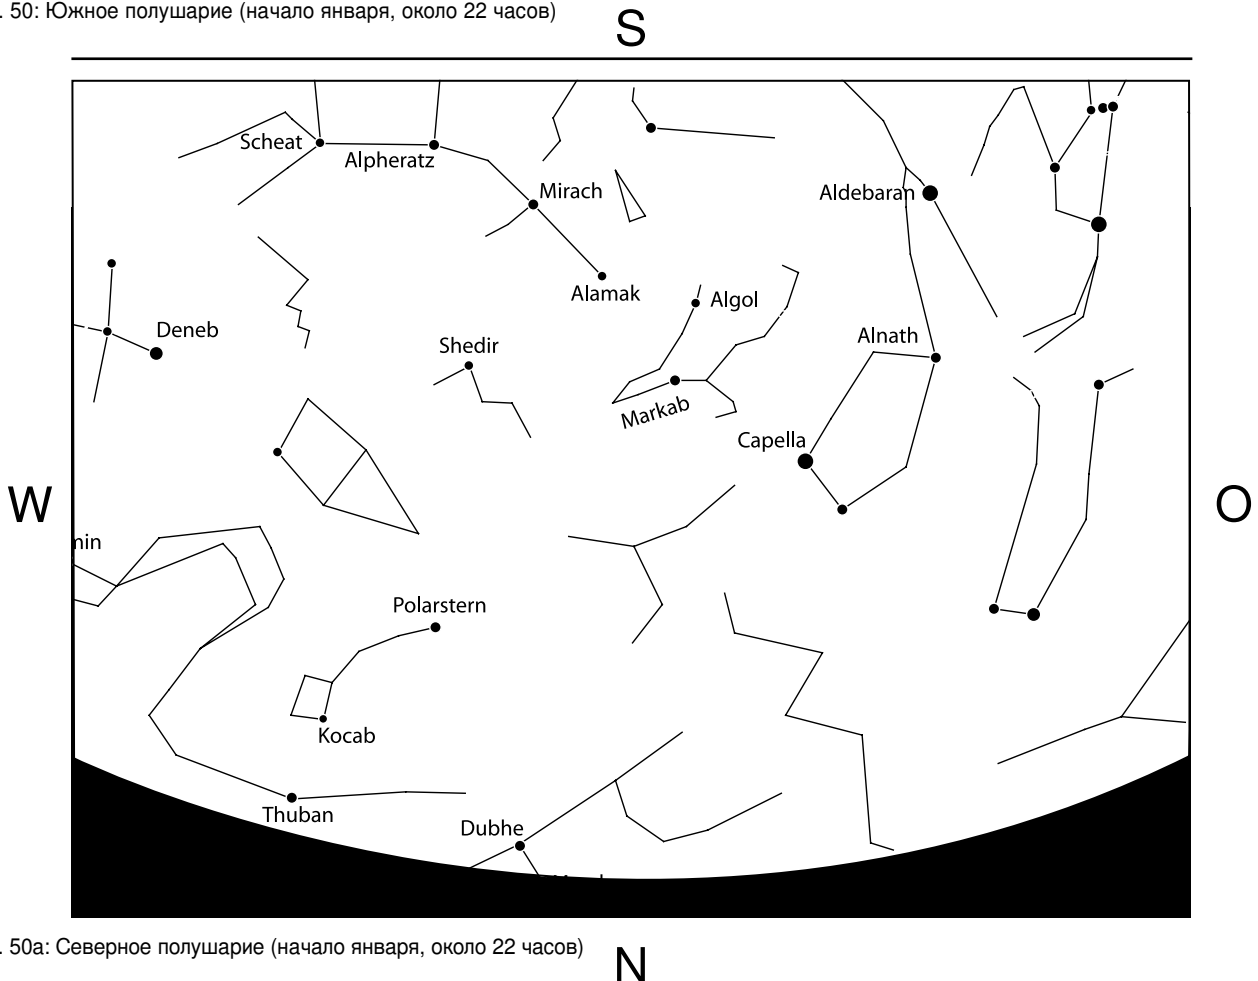 . 50: Южное полушарие (начало января, около 22 часов)
S
Scheat
Alpheratz
Mirach
Aldebaran
Alamak
Algol
Deneb
Alnath
Shedir
Markab
Capella
W
O
min
Polarstern
Kocab
Thuban
Dubhe
. 50a: Северное полушарие (начало января, около 22 часов)
N